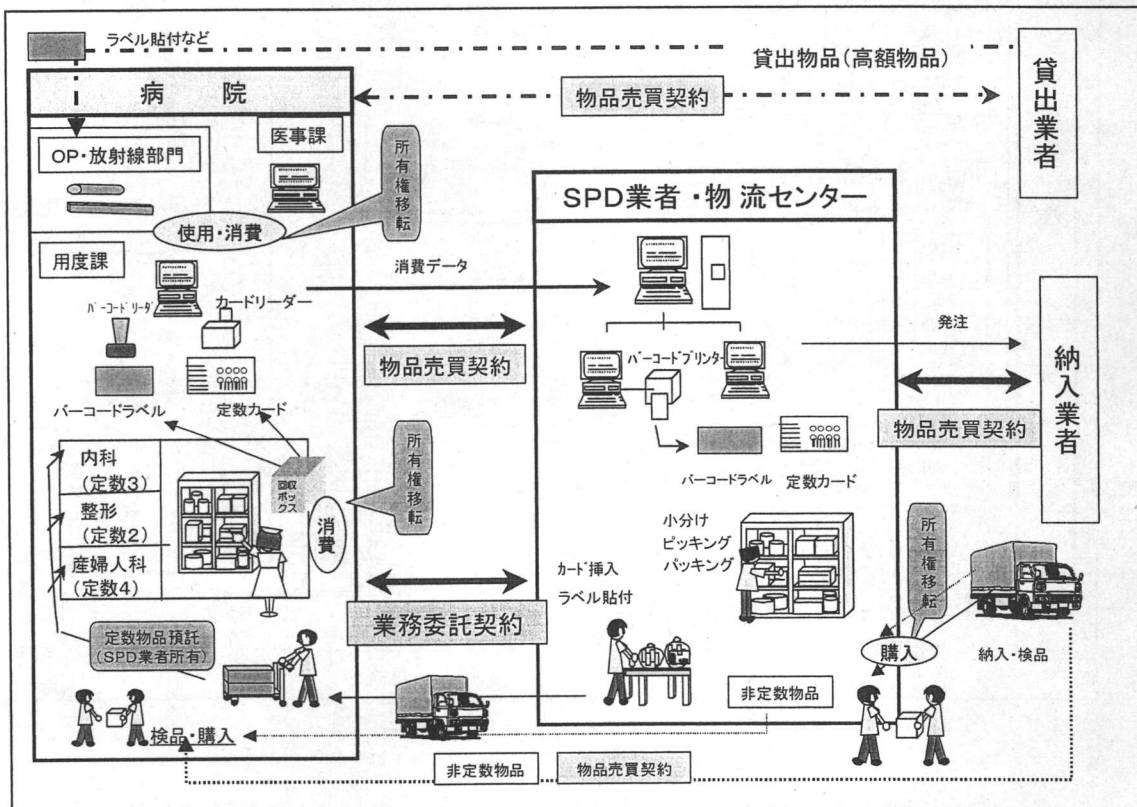 ラベル貼付など
貸出物品(高額物品)
貸出業者
病 院
物品売買契約
医事課
OP・放射線部門
所有権移転
SPD業者・物流センター
使用・消費
用度課
消費データ
バーコードリーダ
カードリーダー
発注
納入業者
物品売買契約
バーコードプリンター
物品売買契約
バーコードラベル
定数カード
所有権移転
バーコードラベル
定数カード
内科
(定数3)
整形
(定数2)
産婦人科
(定数4)
回収
ボッ
クス
消費
小分け
ピッキング
パッキング
所有権移転
カード挿入
ラベル貼付
業務委託契約
定数物品預託
(SPD業者所有)
購入
納入・検品
非定数物品
検品・購入
非定数物品
物品売買契約